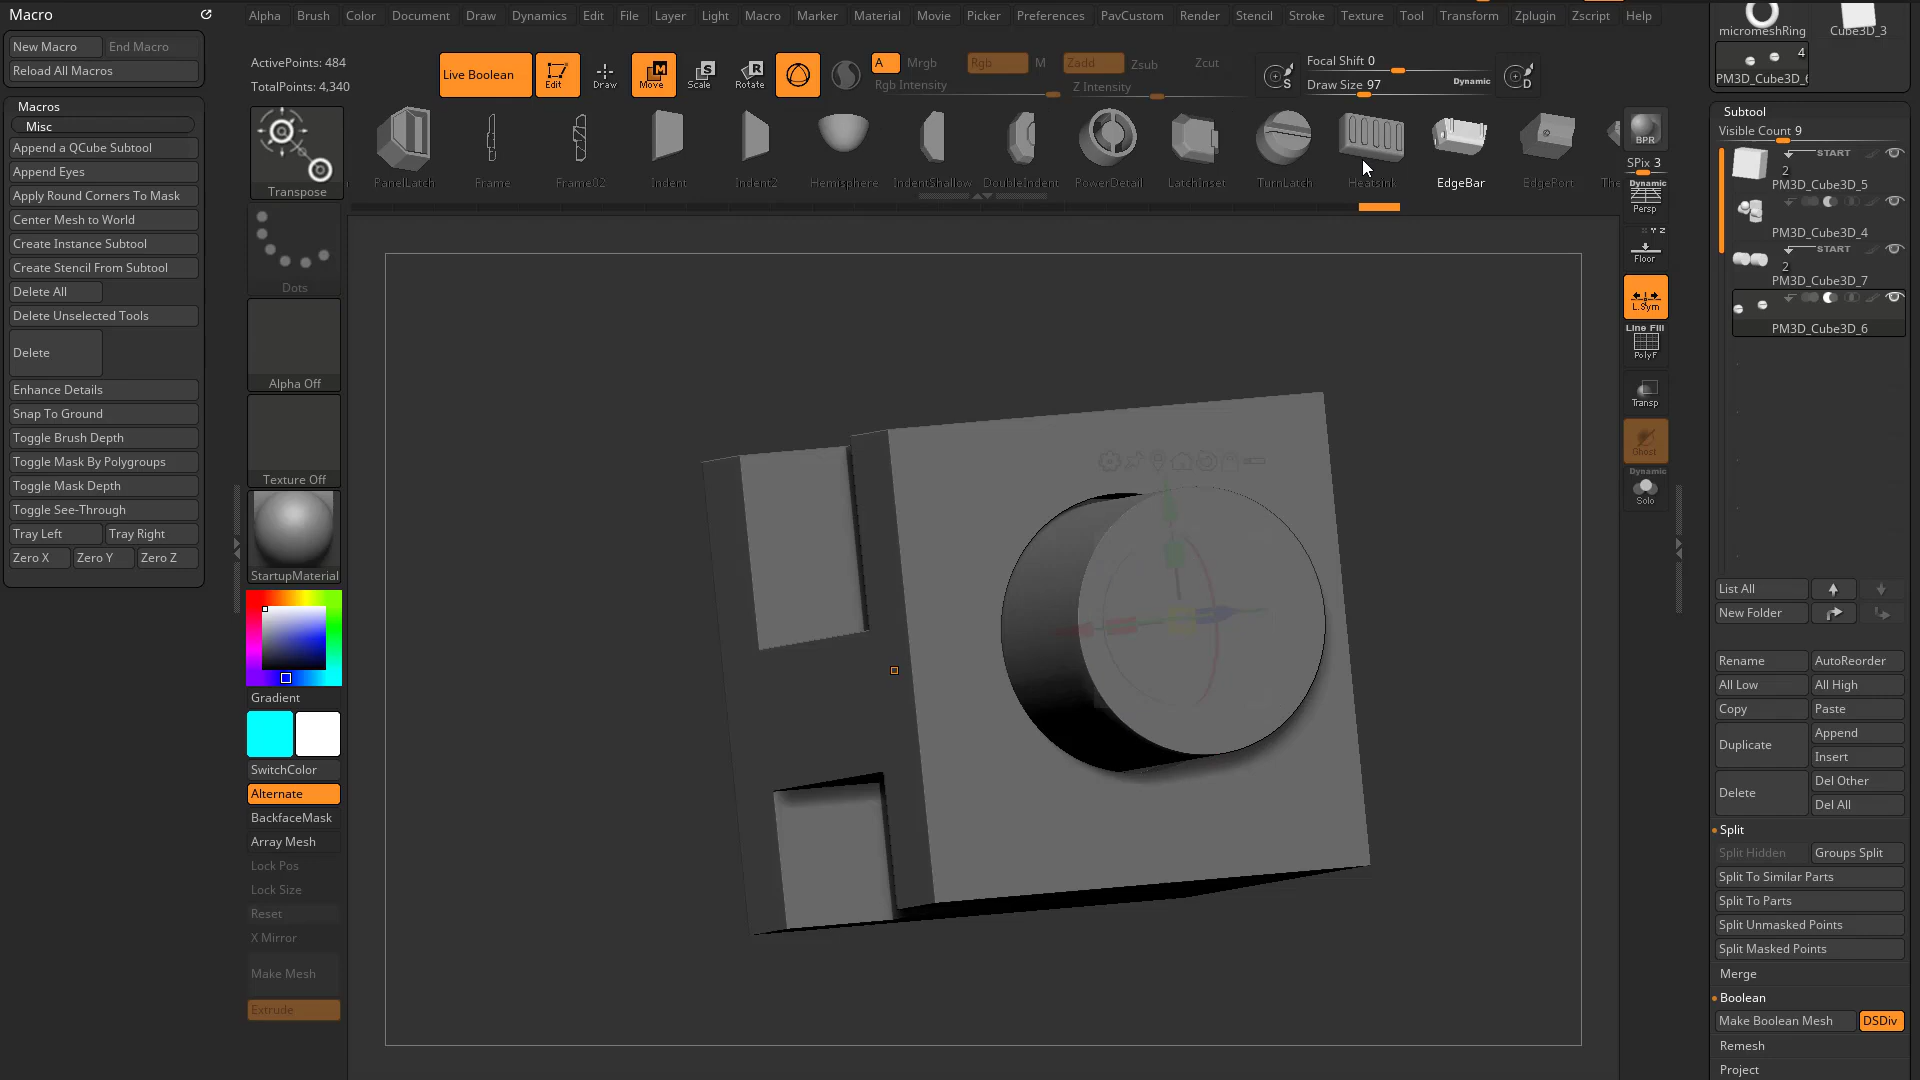 Macro
Alpha Brush Color Document Draw Dynamics Edit File Layer Light Macro Marker Material Movie Picker Preferences PavCustom Render Stencil Stroke Texture Tool Transform Zplugin Zscript Help
New Macro End Macro
Reload All Macros
Macros
Misc
Append a QCube Subtool
Append Eyes
Apply Round Corners To Mask
Center Mesh to World
Create Instance Subtool
Create Stencil From Subtool
Delete All
Delete Unselected Tools
Delete
Enhance Details
Snap To Ground
Toggle Brush Depth
Toggle Mask By Polygroups
Toggle Mask Depth
Toggle See-Through
Tray Left Tray Right
Zero X Zero Y Zero Z
ActivePoints: 484
TotalPoints: 4,340
Live Boolean
Edit
Draw
M
Move
S
Scale
R
Rotate
A Mrgb Rgb M Zadd Zsub Zcut
Rgb Intensity Z Intensity
S
Focal Shift 0
Draw Size 97 Dynamic
D
Transpose
PanelLatch Frame Frame02 Indent Indent2 Hemisphere IndentShallow DoubleIndent PowerDetail LatchInset TurnLatch Heatsink EdgeBar EdgePort
Dots
Alpha Off
Texture Off
StartupMaterial
Gradient
SwitchColor
Alternate
BackfaceMask
Array Mesh
Lock Pos
Lock Size
Reset
X Mirror
Make Mesh
Extrude
BPR
SPix 3
Dynamic
Persp
Floor
L.Sym
Line Fill
PolyF
Transp
Ghost
Dynamic
Solo
micromeshRing Cube3D_3
4
Subtool
Visible Count 9
START
2
PM3D_Cube3D_5
PM3D_Cube3D_4
START
2
PM3D_Cube3D_7
PM3D_Cube3D_6
List All
New Folder
Rename AutoReorder
All Low All High
Copy Paste
Duplicate Append
Insert
Delete Del Other
Del All
Split
Split Hidden Groups Split
Split To Similar Parts
Split To Parts
Split Unmasked Points
Split Masked Points
Merge
Boolean
Make Boolean Mesh DSDiv
Remesh
Project